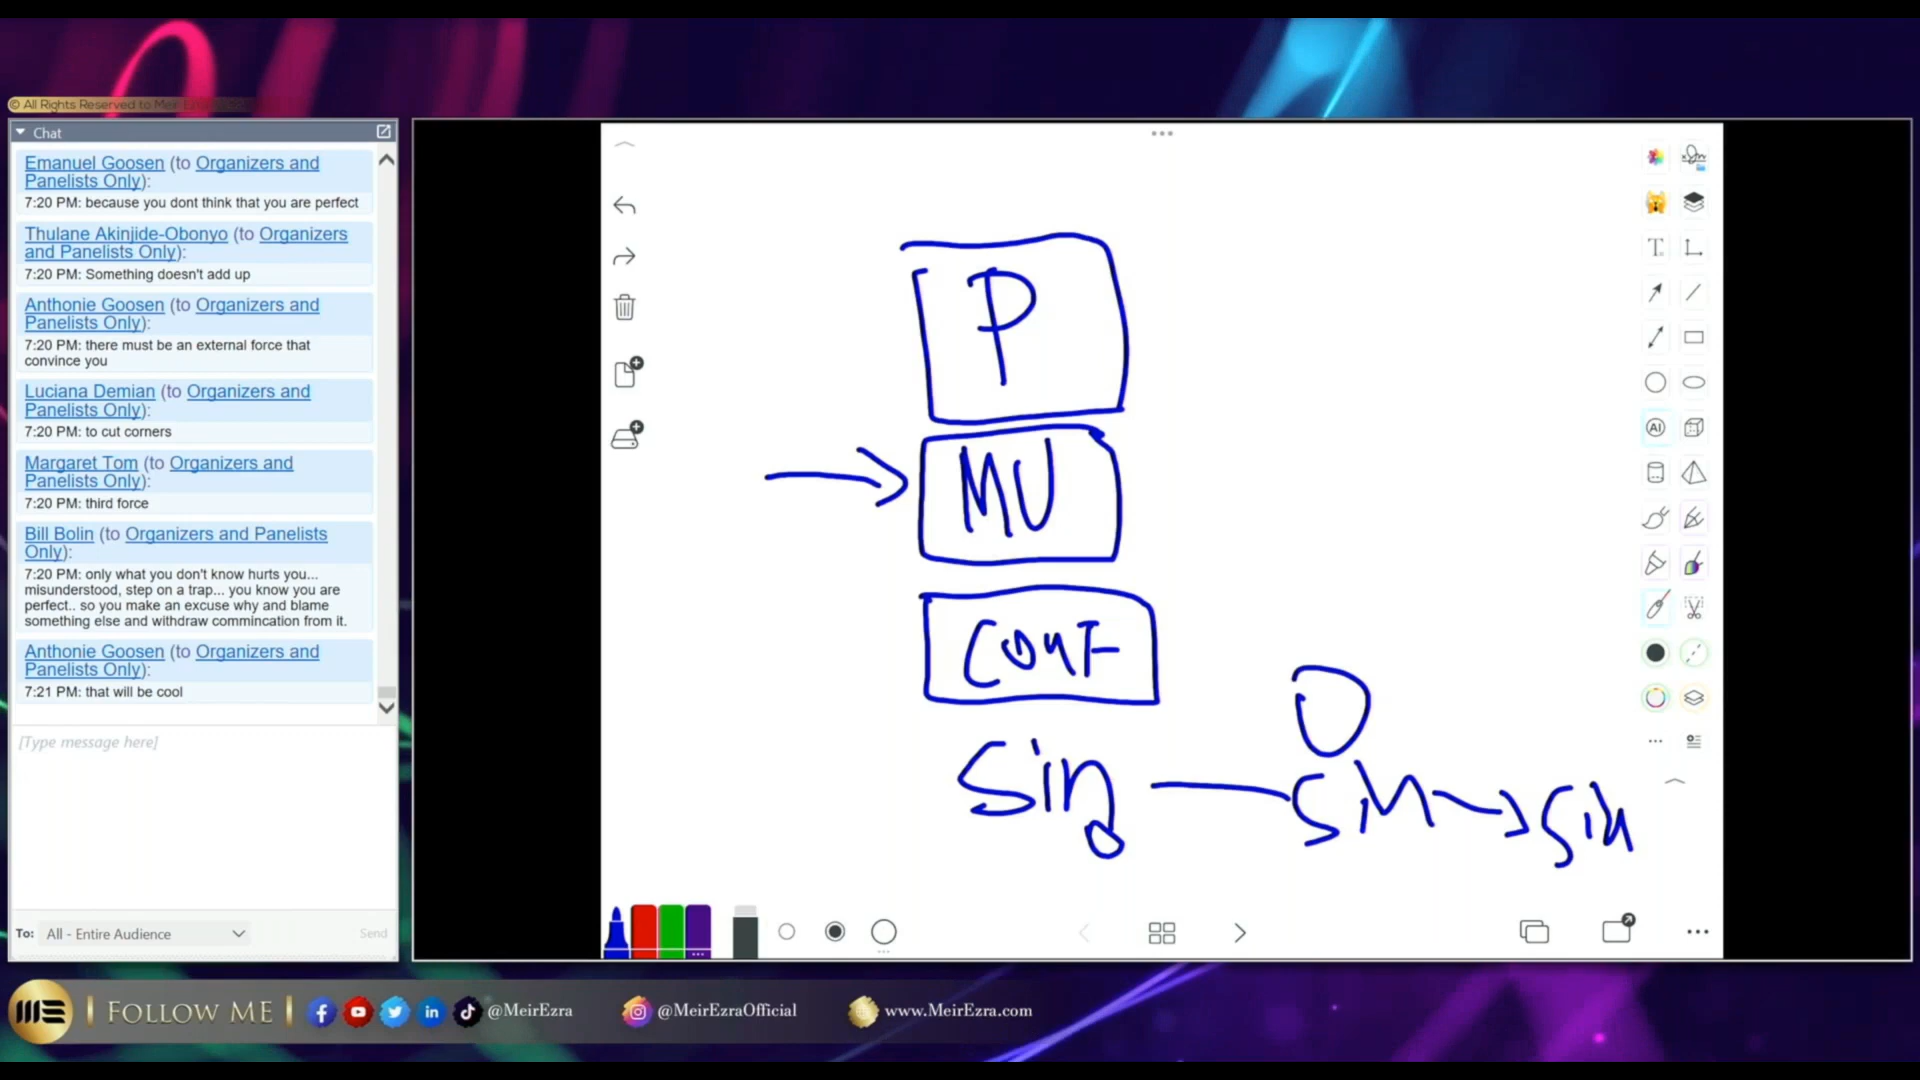 © All Rights Reserved to Meir Ezra
Chat
Emanuel Goosen (to Organizers and
Panelists Only):
7:20 PM: because you dont think that you are perfect
Thulane Akinjide-Obonyo (to Organizers
and Panelists Only):
7:20 PM: Something doesn't add up
Anthonie Goosen (to Organizers and
Panelists Only):
7:20 PM: there must be an external force that
convince you
Luciana Demian (to Organizers and
Panelists Only):
7:20 PM: to cut corners
Margaret Tom (to Organizers and
Panelists Only):
7:20 PM: third force
Bill Bolin (to Organizers and Panelists
Only):
7:20 PM: only what you don't know hurts you...
misunderstood, step on a trap... you know you are
perfect.. so you make an excuse why and blame
something else and withdraw commincation from it.
Anthonie Goosen (to Organizers and
Panelists Only):
7:21 PM: that will be cool
[Type message here]
To: All - Entire Audience
Send
P
MU
CONF
Sin Sin Sin
AI
FOLLOW ME
@MeirEzra
@MeirEzraOfficial
www.MeirEzra.com